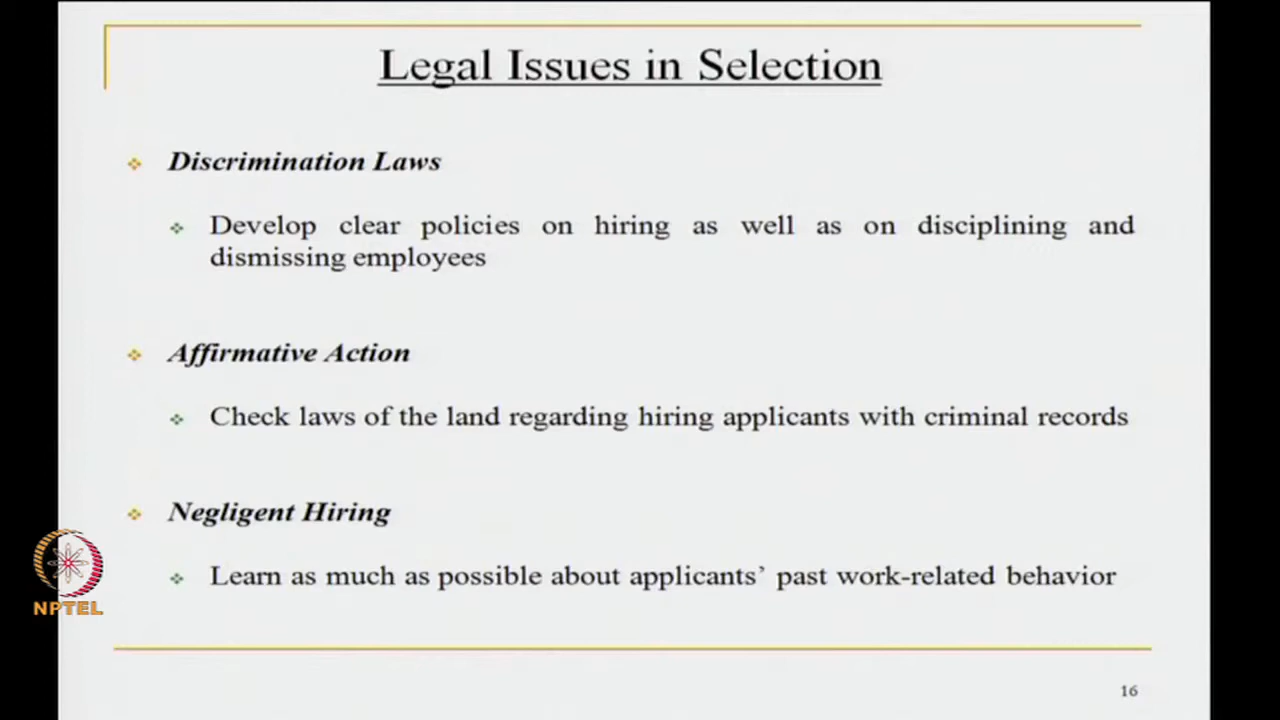 Legal Issues in Selection
Discrimination Laws
Develop clear policies on hiring as well as on disciplining and
dismissing employees
Affirmative Action
Check laws of the land regarding hiring applicants with criminal records
Negligent Hiring
Learn as much as possible about applicants’ past work-related behavior
NPTEL
16